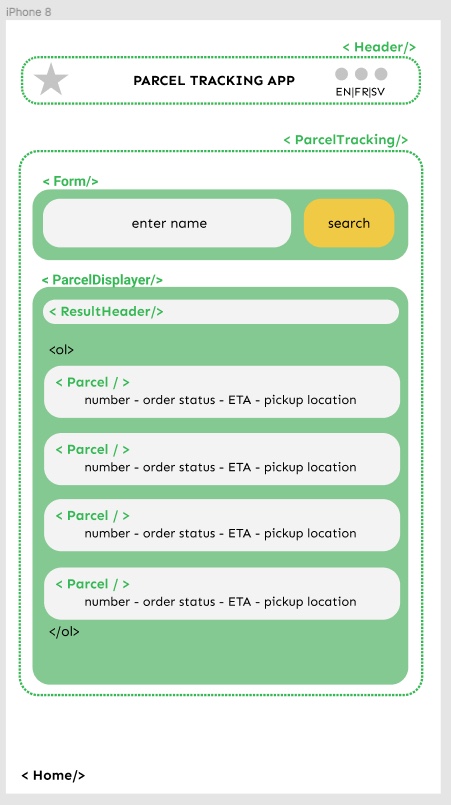 iPhone 8
< Header/>
PARCEL TRACKING APP
EN|FR|SV
< ParcelTracking/>
< Form/>
enter name
search
< ParcelDisplayer/>
< ResultHeader/>
<ol>
< Parcel / >
number - order status - ETA - pickup location
< Parcel / >
number - order status - ETA - pickup location
< Parcel / >
number - order status - ETA - pickup location
< Parcel / >
number - order status - ETA - pickup location
</ol>
< Home/>